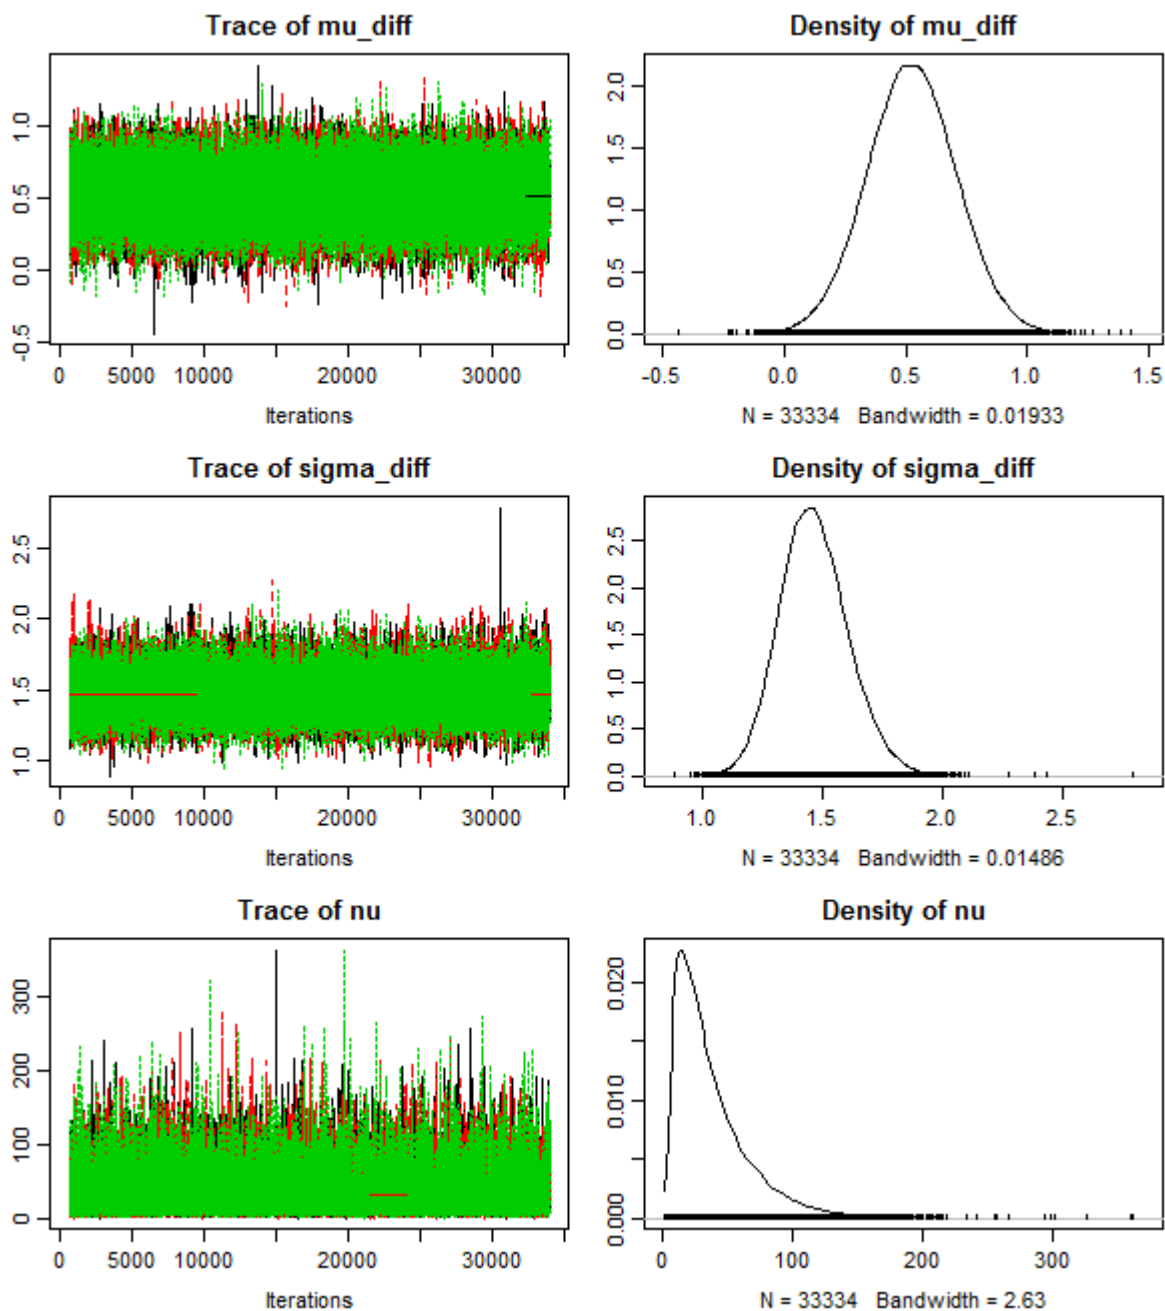 Trace of mu_diff
Density of mu_diff
-0.5 0.0 0.5 1.0
0 5000 10000 20000 30000
Iterations
0.0 0.5 1.0 1.5 2.0
-0.5 0.0 0.5 1.0 1.5
N = 33334 Bandwidth = 0.01933
Trace of sigma_diff
Density of sigma_diff
1.0 1.5 2.0 2.5
0 5000 10000 20000 30000
Iterations
0.0 0.5 1.0 1.5 2.0 2.5
1.0 1.5 2.0 2.5
N = 33334 Bandwidth = 0.01486
Trace of nu
Density of nu
0 100 200 300
0 5000 10000 20000 30000
Iterations
0.000 0.010 0.020
0 100 200 300
N = 33334 Bandwidth = 2.63